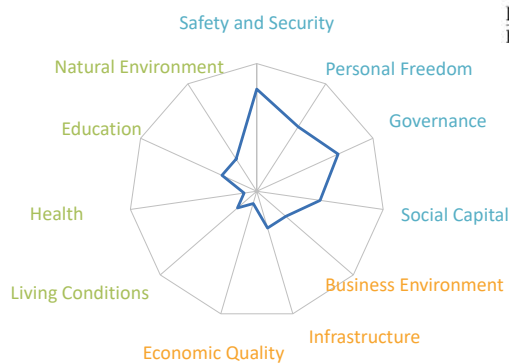 Safety and Security
Natural Environment
Personal Freedom
Education
Governance
Health
Social Capital
Living Conditions
Business Environment
Infrastructure
Economic Quality